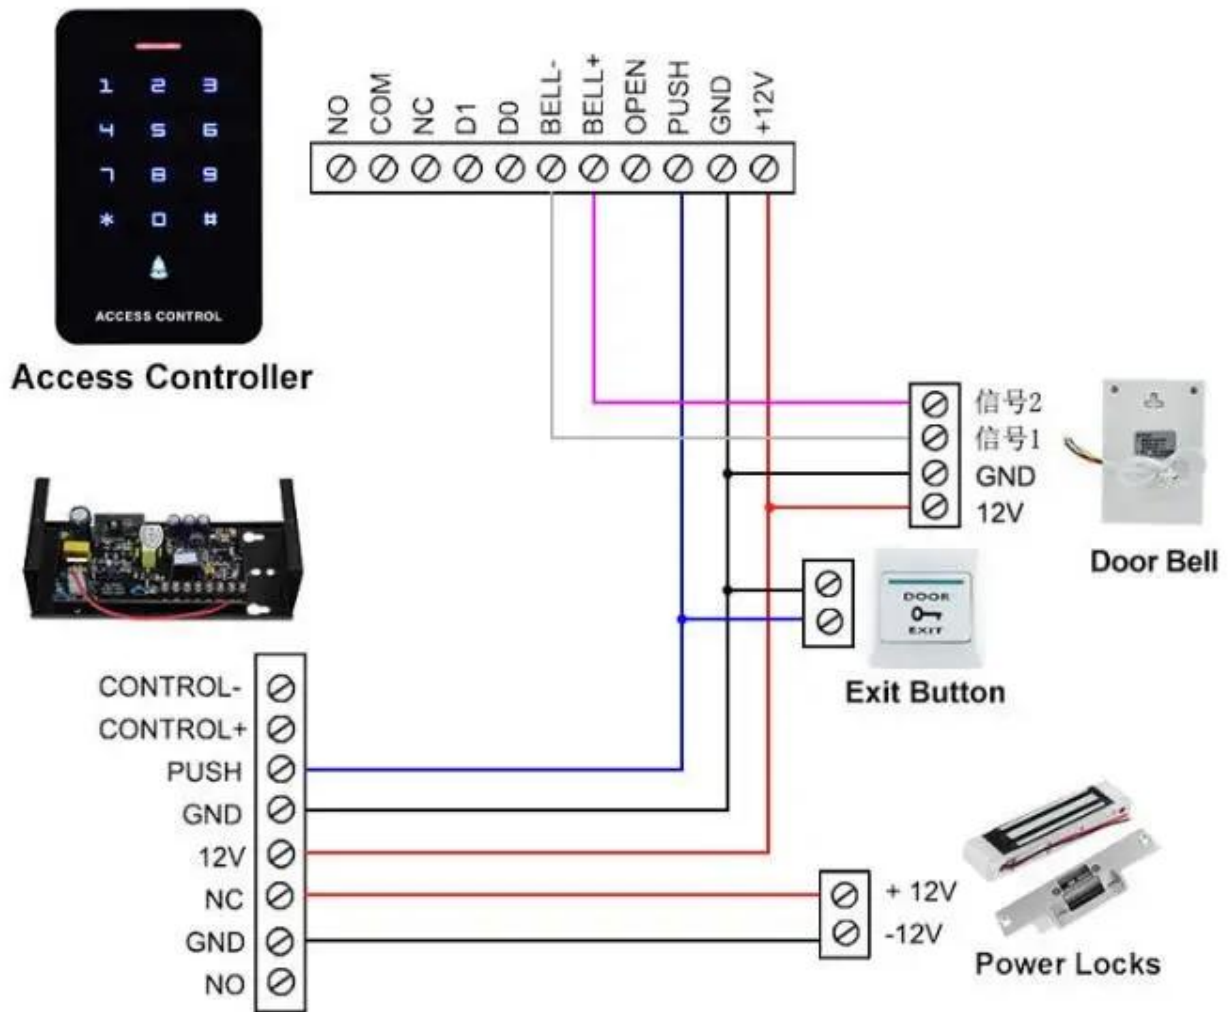 1 2 3
4 5 6
7 8 9
* 0 #
ACCESS CONTROL
Access Controller
NO
COM
NC
D1
D0
BELL-
BELL+
OPEN
PUSH
GND
+12V
信号2
信号1
GND
12V
Door Bell
DOOR
EXIT
Exit Button
CONTROL-
CONTROL+
PUSH
GND
12V
NC
GND
NO
+ 12V
-12V
Power Locks